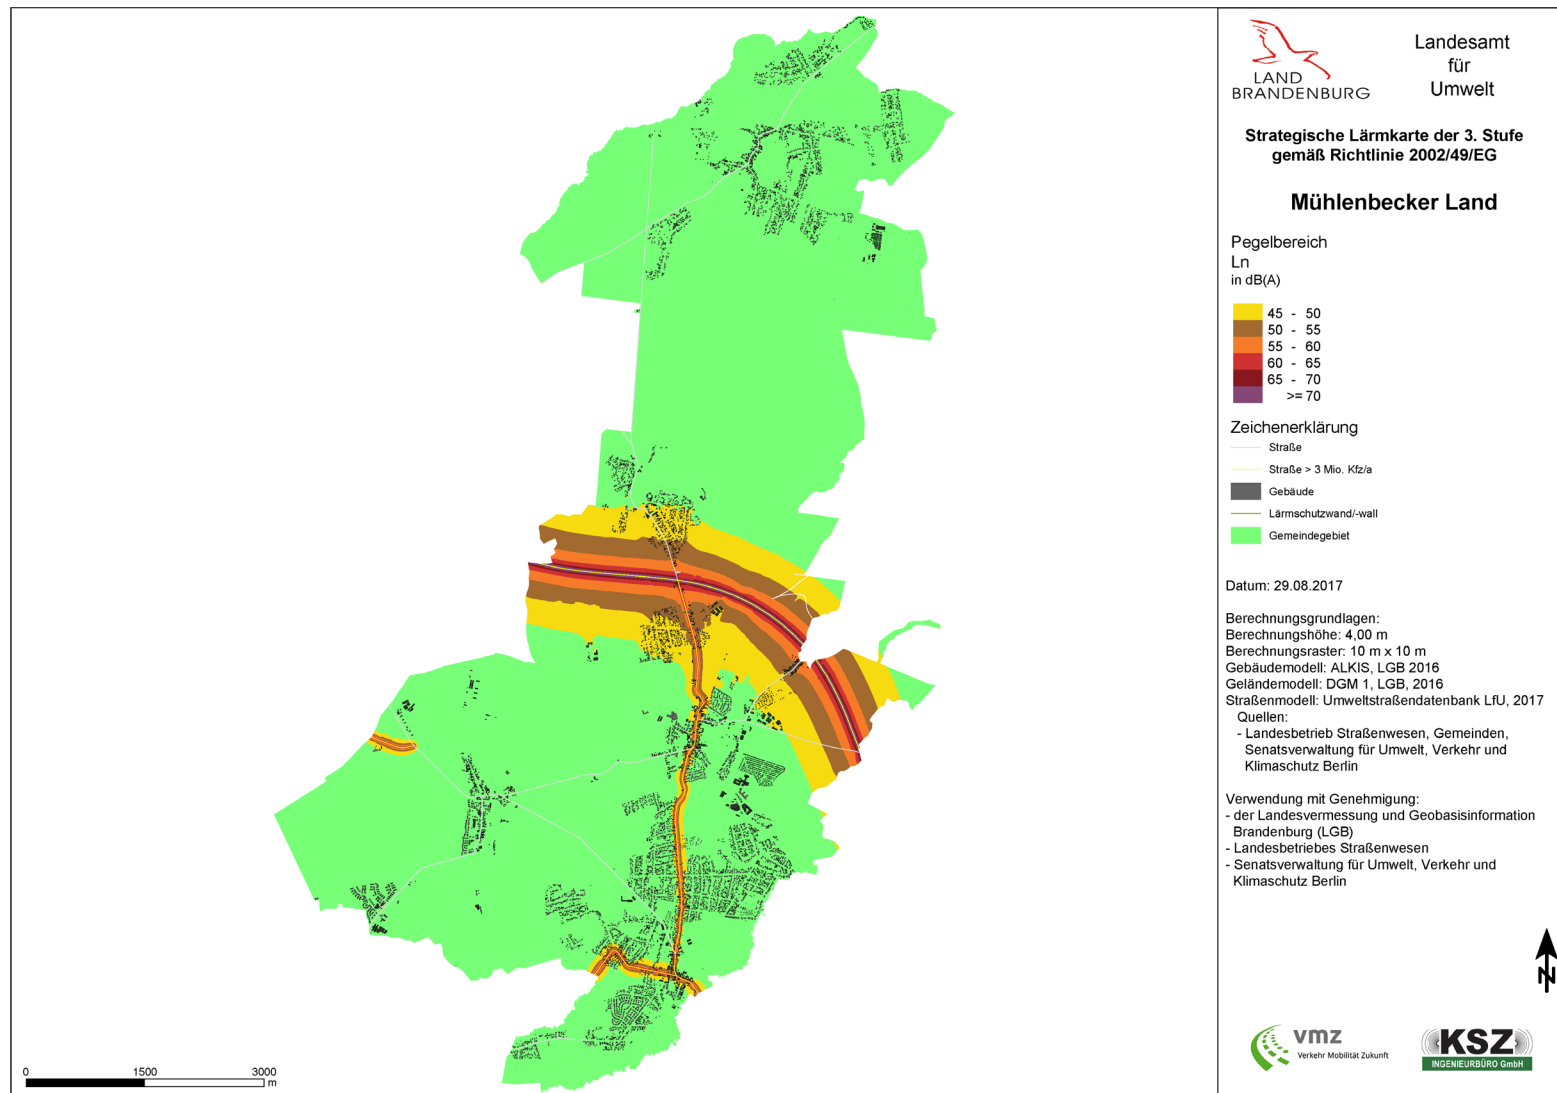 LAND
BRANDENBURG
Landesamt
für
Umwelt
Strategische Lärmkarte der 3. Stufe
gemäß Richtlinie 2002/49/EG
Mühlenbecker Land
Pegelbereich
Ln
in dB(A)
45 - 50
50 - 55
55 - 60
60 - 65
65 - 70
>= 70
Zeichenerklärung
Straße
Straße > 3 Mio. Kfz/a
Gebäude
Lärmschutzwand/-wall
Gemeindegebiet
Datum: 29.08.2017
Berechnungsgrundlagen:
Berechnungshöhe: 4,00 m
Berechnungsraster: 10 m x 10 m
Gebäudemodell: ALKIS, LGB 2016
Geländemodell: DGM 1, LGB, 2016
Straßenmodell: Umweltstraßendatenbank LfU, 2017
Quellen:
- Landesbetrieb Straßenwesen, Gemeinden,
Senatsverwaltung für Umwelt, Verkehr und
Klimaschutz Berlin
Verwendung mit Genehmigung:
- der Landesvermessung und Geobasisinformation
Brandenburg (LGB)
- Landesbetriebes Straßenwesen
- Senatsverwaltung für Umwelt, Verkehr und
Klimaschutz Berlin
N
vmz
Verkehr Mobilität Zukunft
KSZ
INGENIEURBÜRO GmbH
0 1500 3000
m